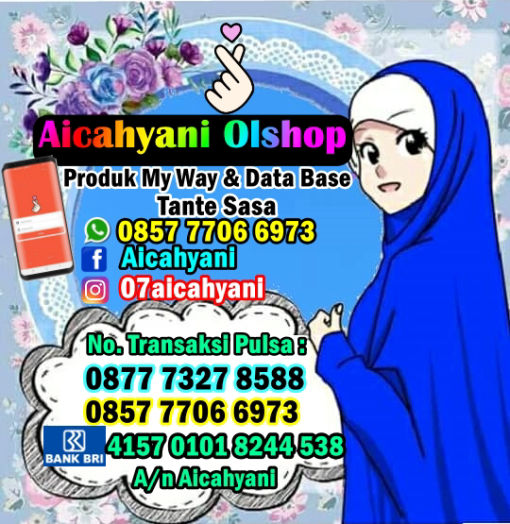 Aicahyani Olshop
Produk My Way & Data Base
Tante Sasa
0857 7706 6973
Aicahyani
07aicahyani
No. Transaksi Pulsa :
0877 7327 8588
0857 7706 6973
BANK BRI
4157 0101 8244 538
A/n Aicahyani